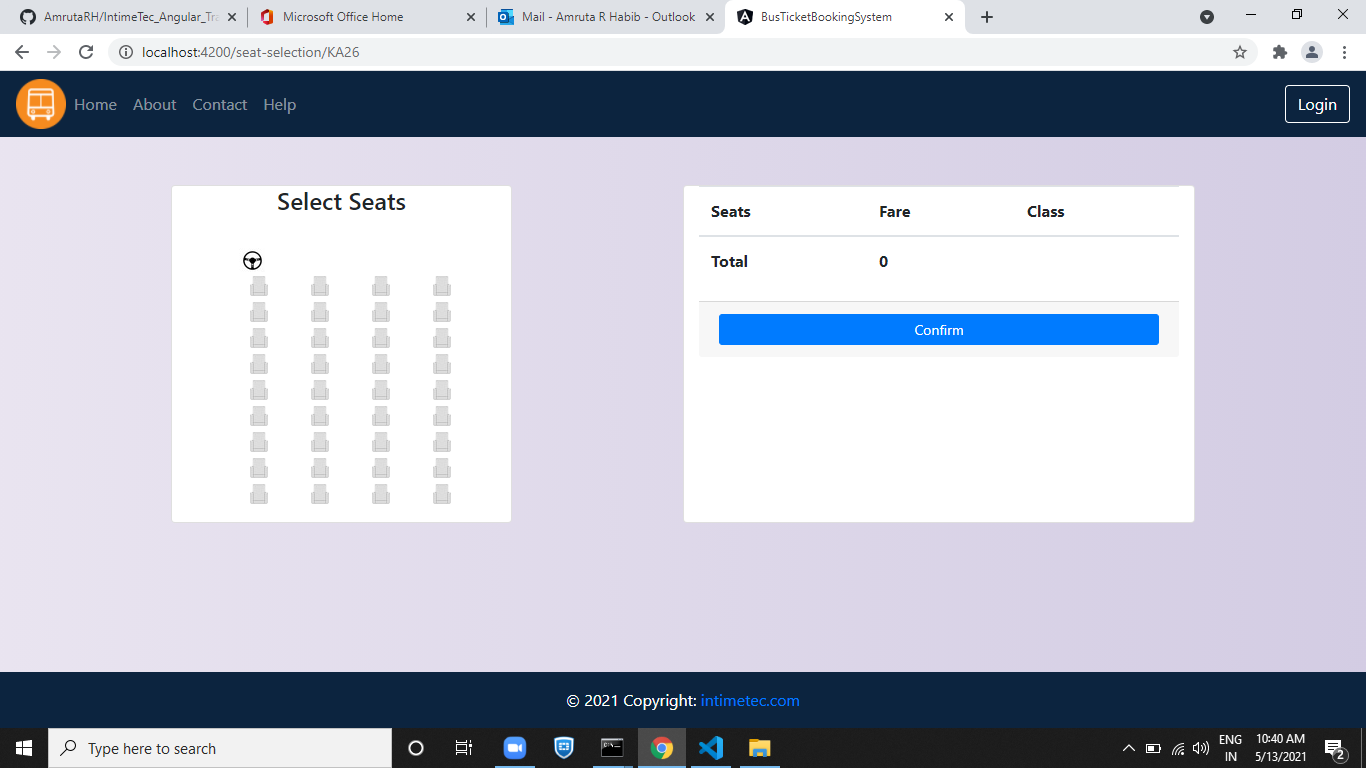 AmrutaRH/IntimeTec_Angular_Tra
Microsoft Office Home
Mail - Amruta R Habib - Outlook
BusTicketBookingSystem
localhost:4200/seat-selection/KA26
Home About Contact Help
Login
Select Seats
Seats Fare Class
Total 0
Confirm
© 2021 Copyright: intimetec.com
Type here to search
ENG
IN
10:40 AM
5/13/2021
2